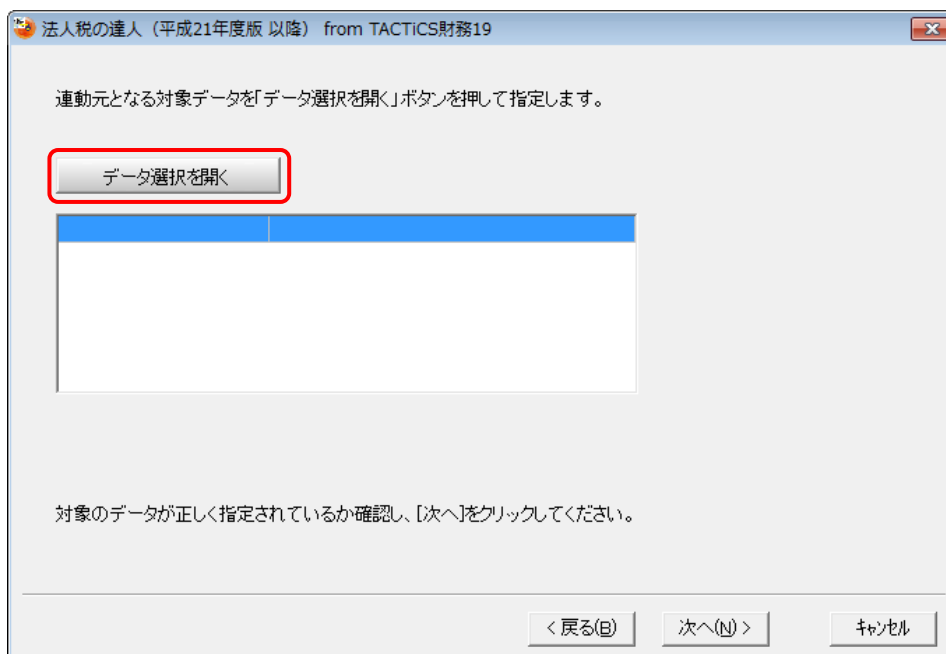 法人税の達人（平成21年度版 以降） from TACTiCS財務19
連動元となる対象データを「データ選択を開く」ボタンを押して指定します。
データ選択を開く
対象のデータが正しく指定されているか確認し、[次へ]をクリックしてください。
< 戻る(B) 次へ(N) > キャンセル